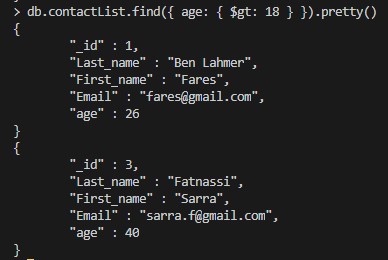 > db.contactList.find({ age: { $gt: 18 } }).pretty()
{
        "_id" : 1,
        "Last_name" : "Ben Lahmer",
        "First_name" : "Fares",
        "Email" : "fares@gmail.com",
        "age" : 26
}
{
        "_id" : 3,
        "Last_name" : "Fatnassi",
        "First_name" : "Sarra",
        "Email" : "sarra.f@gmail.com",
        "age" : 40
}